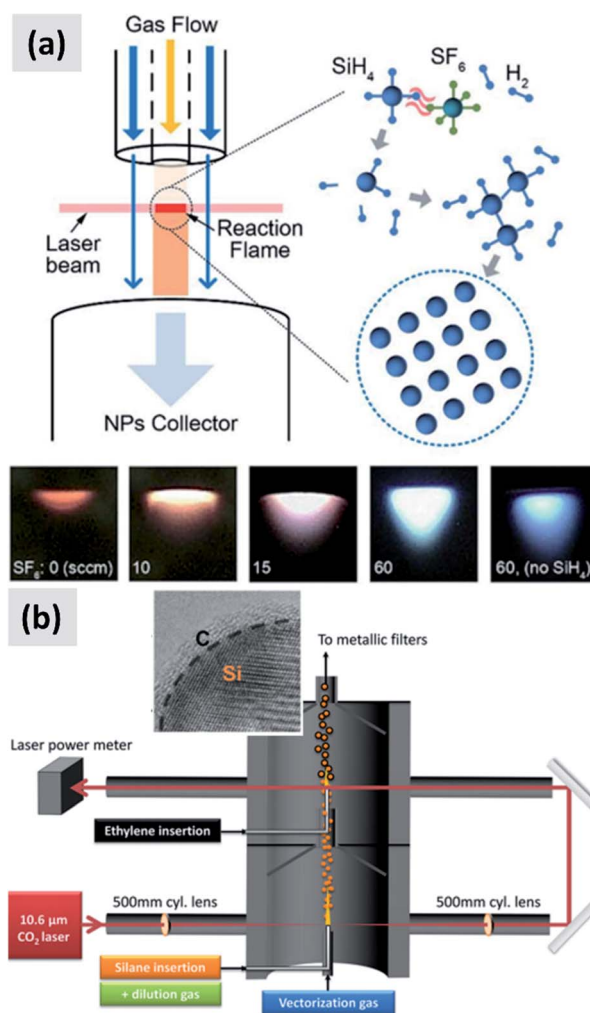 (a)
Gas Flow
SiH4
SF6
H2
Laser
beam
Reaction
Flame
NPs Collector
SF6: 0 (sccm)
10
15
60
60, (no SiH4)
(b)
C
Si
To metallic filters
Laser power meter
Ethylene insertion
500mm cyl. lens
500mm cyl. lens
10.6 µm
CO2 laser
Silane insertion
+ dilution gas
Vectorization gas